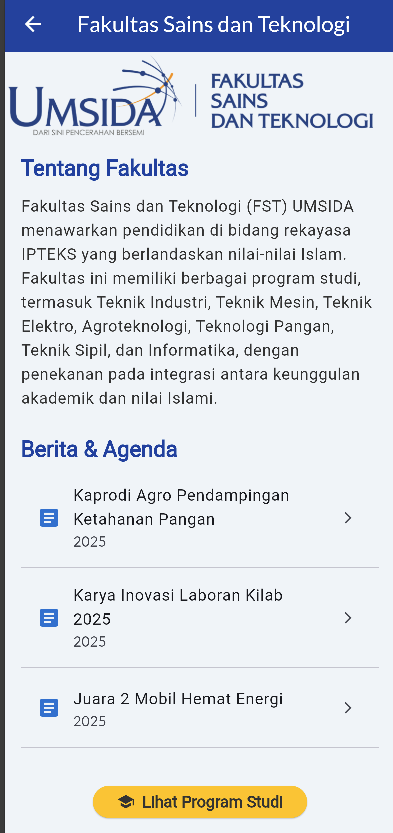 Fakultas Sains dan Teknologi
UMSIDA
DARI SINI PENCERAHAN BERSEMI
FAKULTAS
SAINS
DAN TEKNOLOGI
Tentang Fakultas
Fakultas Sains dan Teknologi (FST) UMSIDA
menawarkan pendidikan di bidang rekayasa
IPTEKS yang berlandaskan nilai-nilai Islam.
Fakultas ini memiliki berbagai program studi,
termasuk Teknik Industri, Teknik Mesin, Teknik
Elektro, Agroteknologi, Teknologi Pangan,
Teknik Sipil, dan Informatika, dengan
penekanan pada integrasi antara keunggulan
akademik dan nilai Islami.
Berita & Agenda
Kaprodi Agro Pendampingan
Ketahanan Pangan
2025
Karya Inovasi Laboran Kilab
2025
2025
Juara 2 Mobil Hemat Energi
2025
Lihat Program Studi